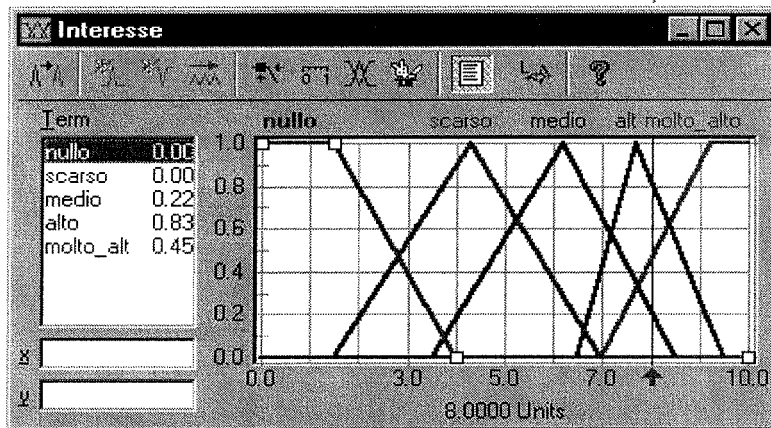 Interesse
Term
nullo 0.00
scarso 0.00
medio 0.22
alto 0.83
molto_alt 0.45
x
y
nullo scarso medio alt molto_alto
1.0
0.8
0.6
0.4
0.2
0.0
0.0 3.0 5.0 7.0 10.0
8.0000 Units